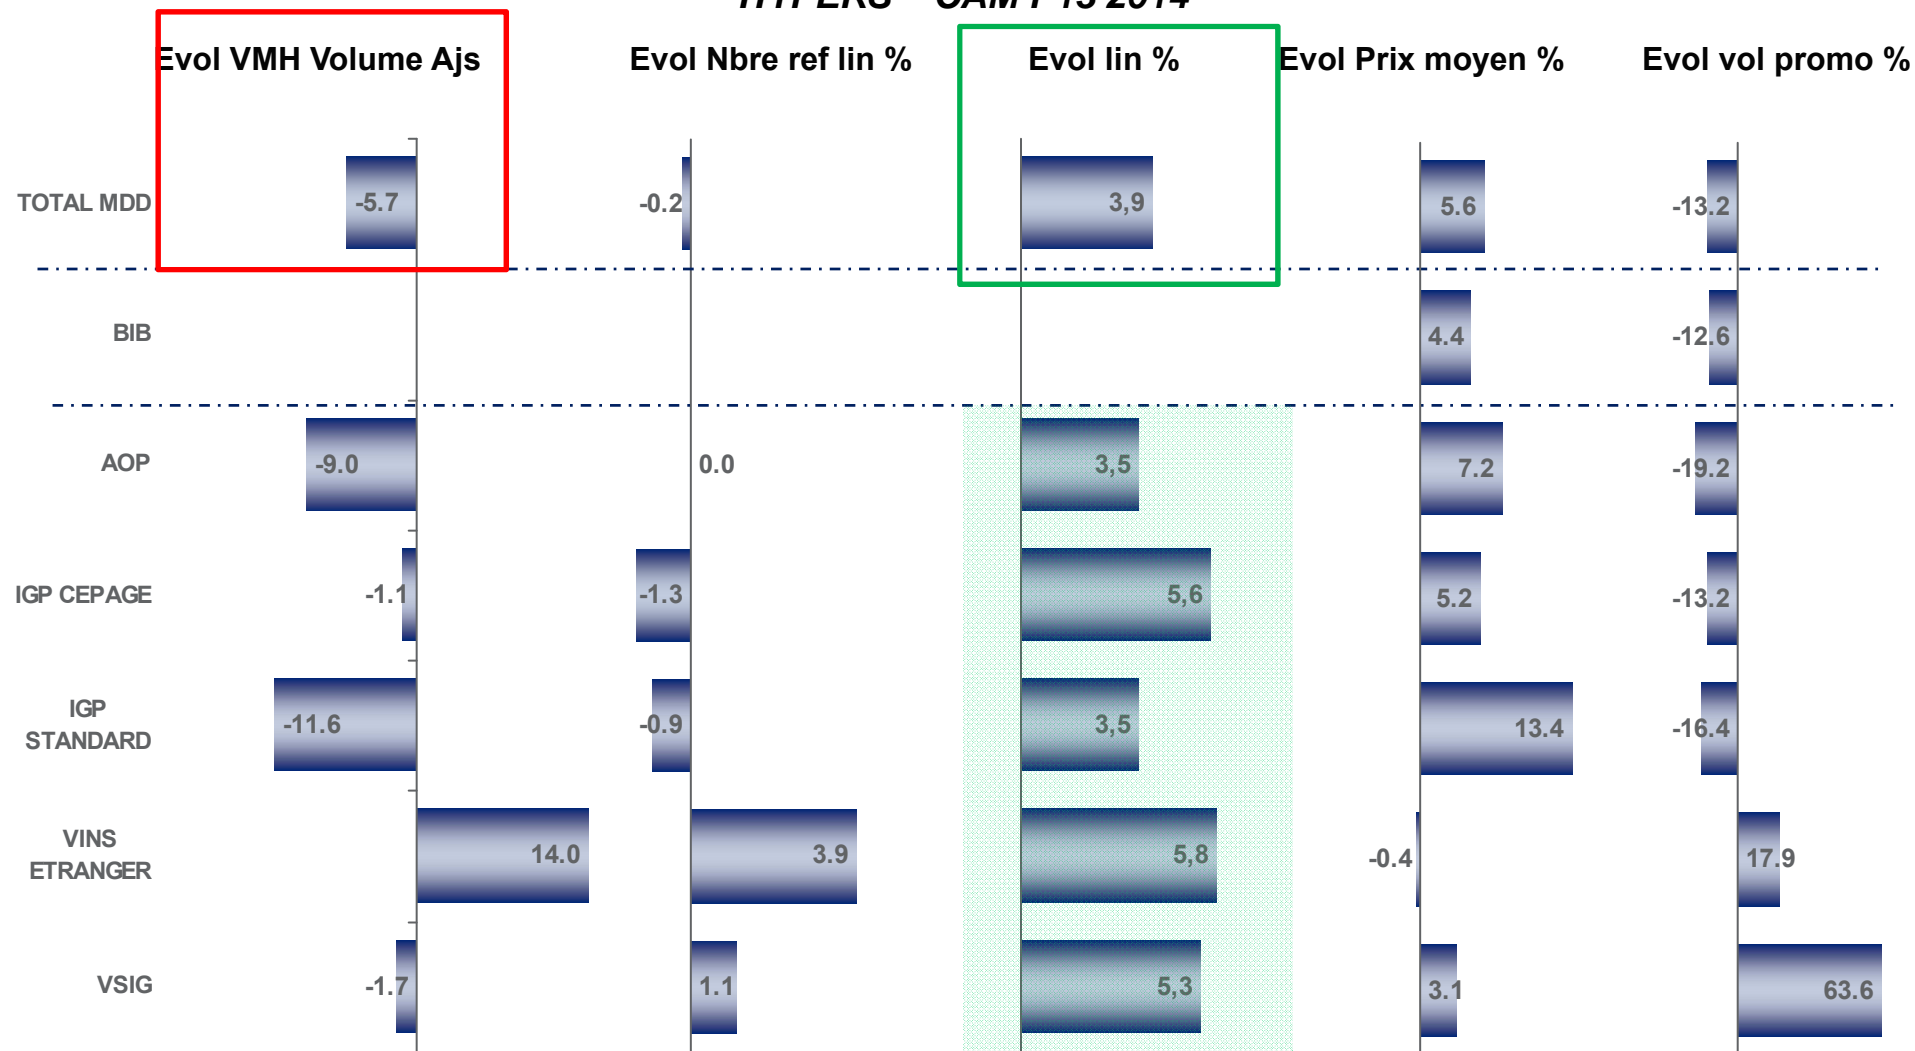 CAM P13 2014
Evol VMH Volume Ajs Evol Nbre ref lin % Evol lin % Evol Prix moyen % Evol vol promo %
TOTAL MDD -5.7 -0.2 3,9 5.6 -13.2
BIB 4.4 -12.6
AOP -9.0 0.0 3,5 7.2 -19.2
IGP CEPAGE -1.1 -1.3 5,6 5.2 -13.2
IGP
STANDARD -11.6 -0.9 3,5 13.4 -16.4
VINS
ETRANGER 14.0 3.9 5,8 -0.4 17.9
VSIG -1.7 1.1 5,3 3.1 63.6